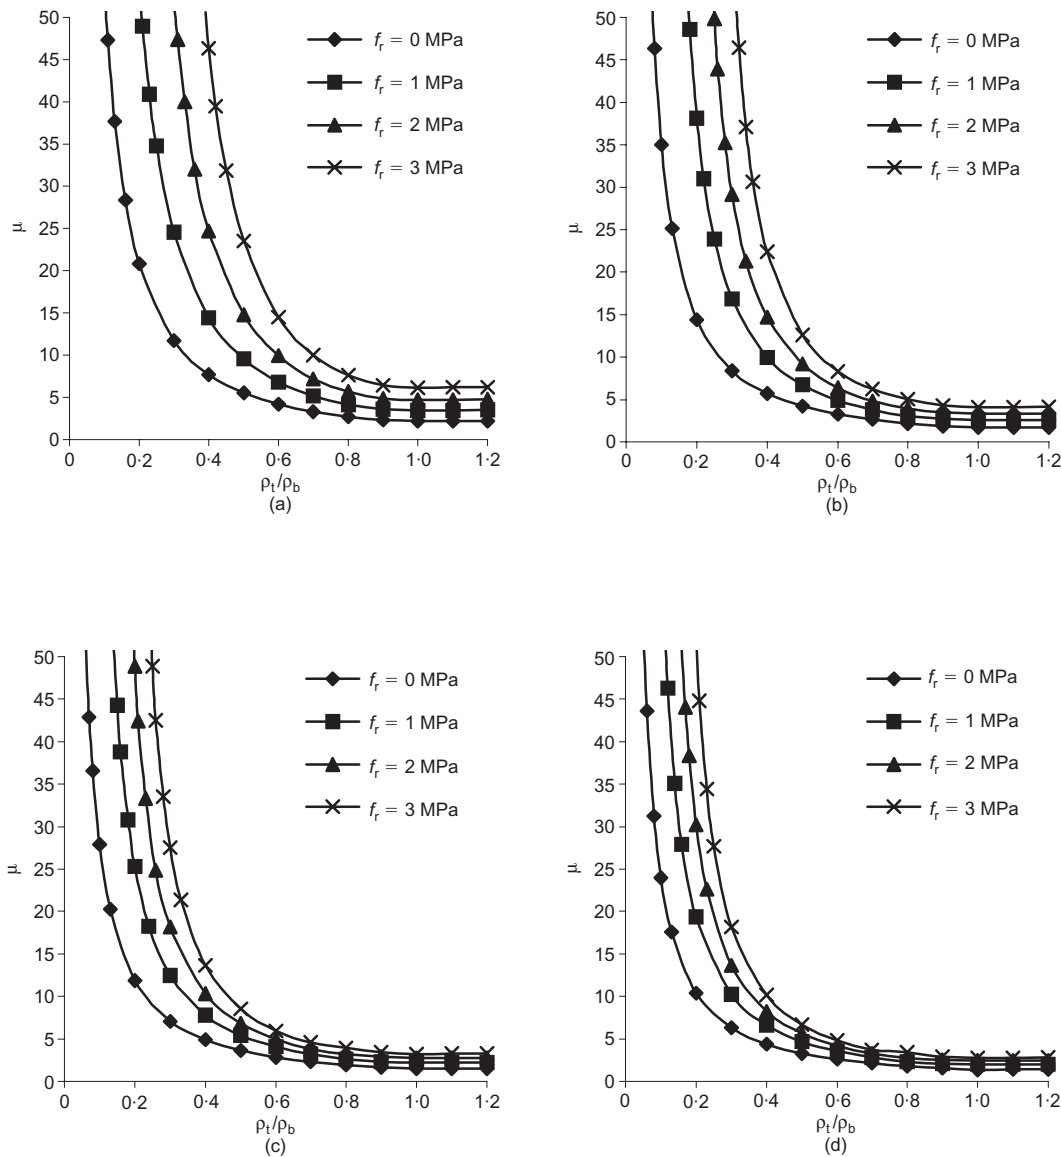 50
45
40
35
30
25
20
15
10
5
0
μ
0 0·2 0·4 0·6 0·8 1·0 1·2
ρt/ρb
(a)
fr = 0 MPa
fr = 1 MPa
fr = 2 MPa
fr = 3 MPa
50
45
40
35
30
25
20
15
10
5
0
μ
0 0·2 0·4 0·6 0·8 1·0 1·2
ρt/ρb
(b)
fr = 0 MPa
fr = 1 MPa
fr = 2 MPa
fr = 3 MPa
50
45
40
35
30
25
20
15
10
5
0
μ
0 0·2 0·4 0·6 0·8 1·0 1·2
ρt/ρb
(c)
fr = 0 MPa
fr = 1 MPa
fr = 2 MPa
fr = 3 MPa
50
45
40
35
30
25
20
15
10
5
0
μ
0 0·2 0·4 0·6 0·8 1·0 1·2
ρt/ρb
(d)
fr = 0 MPa
fr = 1 MPa
fr = 2 MPa
fr = 3 MPa